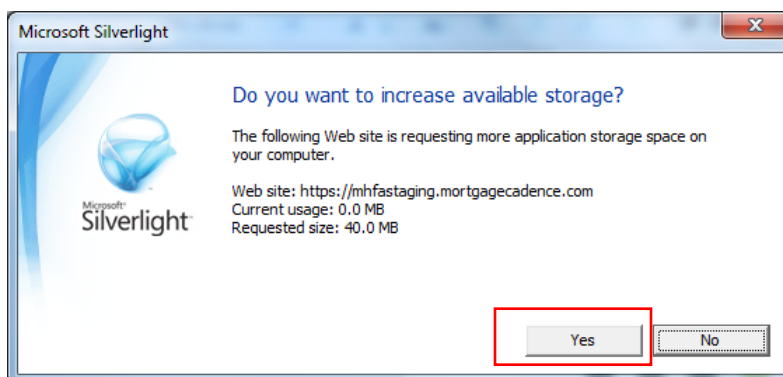 Microsoft Silverlight
Do you want to increase available storage?
The following Web site is requesting more application storage space on
your computer.
Web site: https://mhfastaging.mortgagecadence.com
Current usage: 0.0 MB
Requested size: 40.0 MB
Microsoft®
Silverlight™
Yes
No